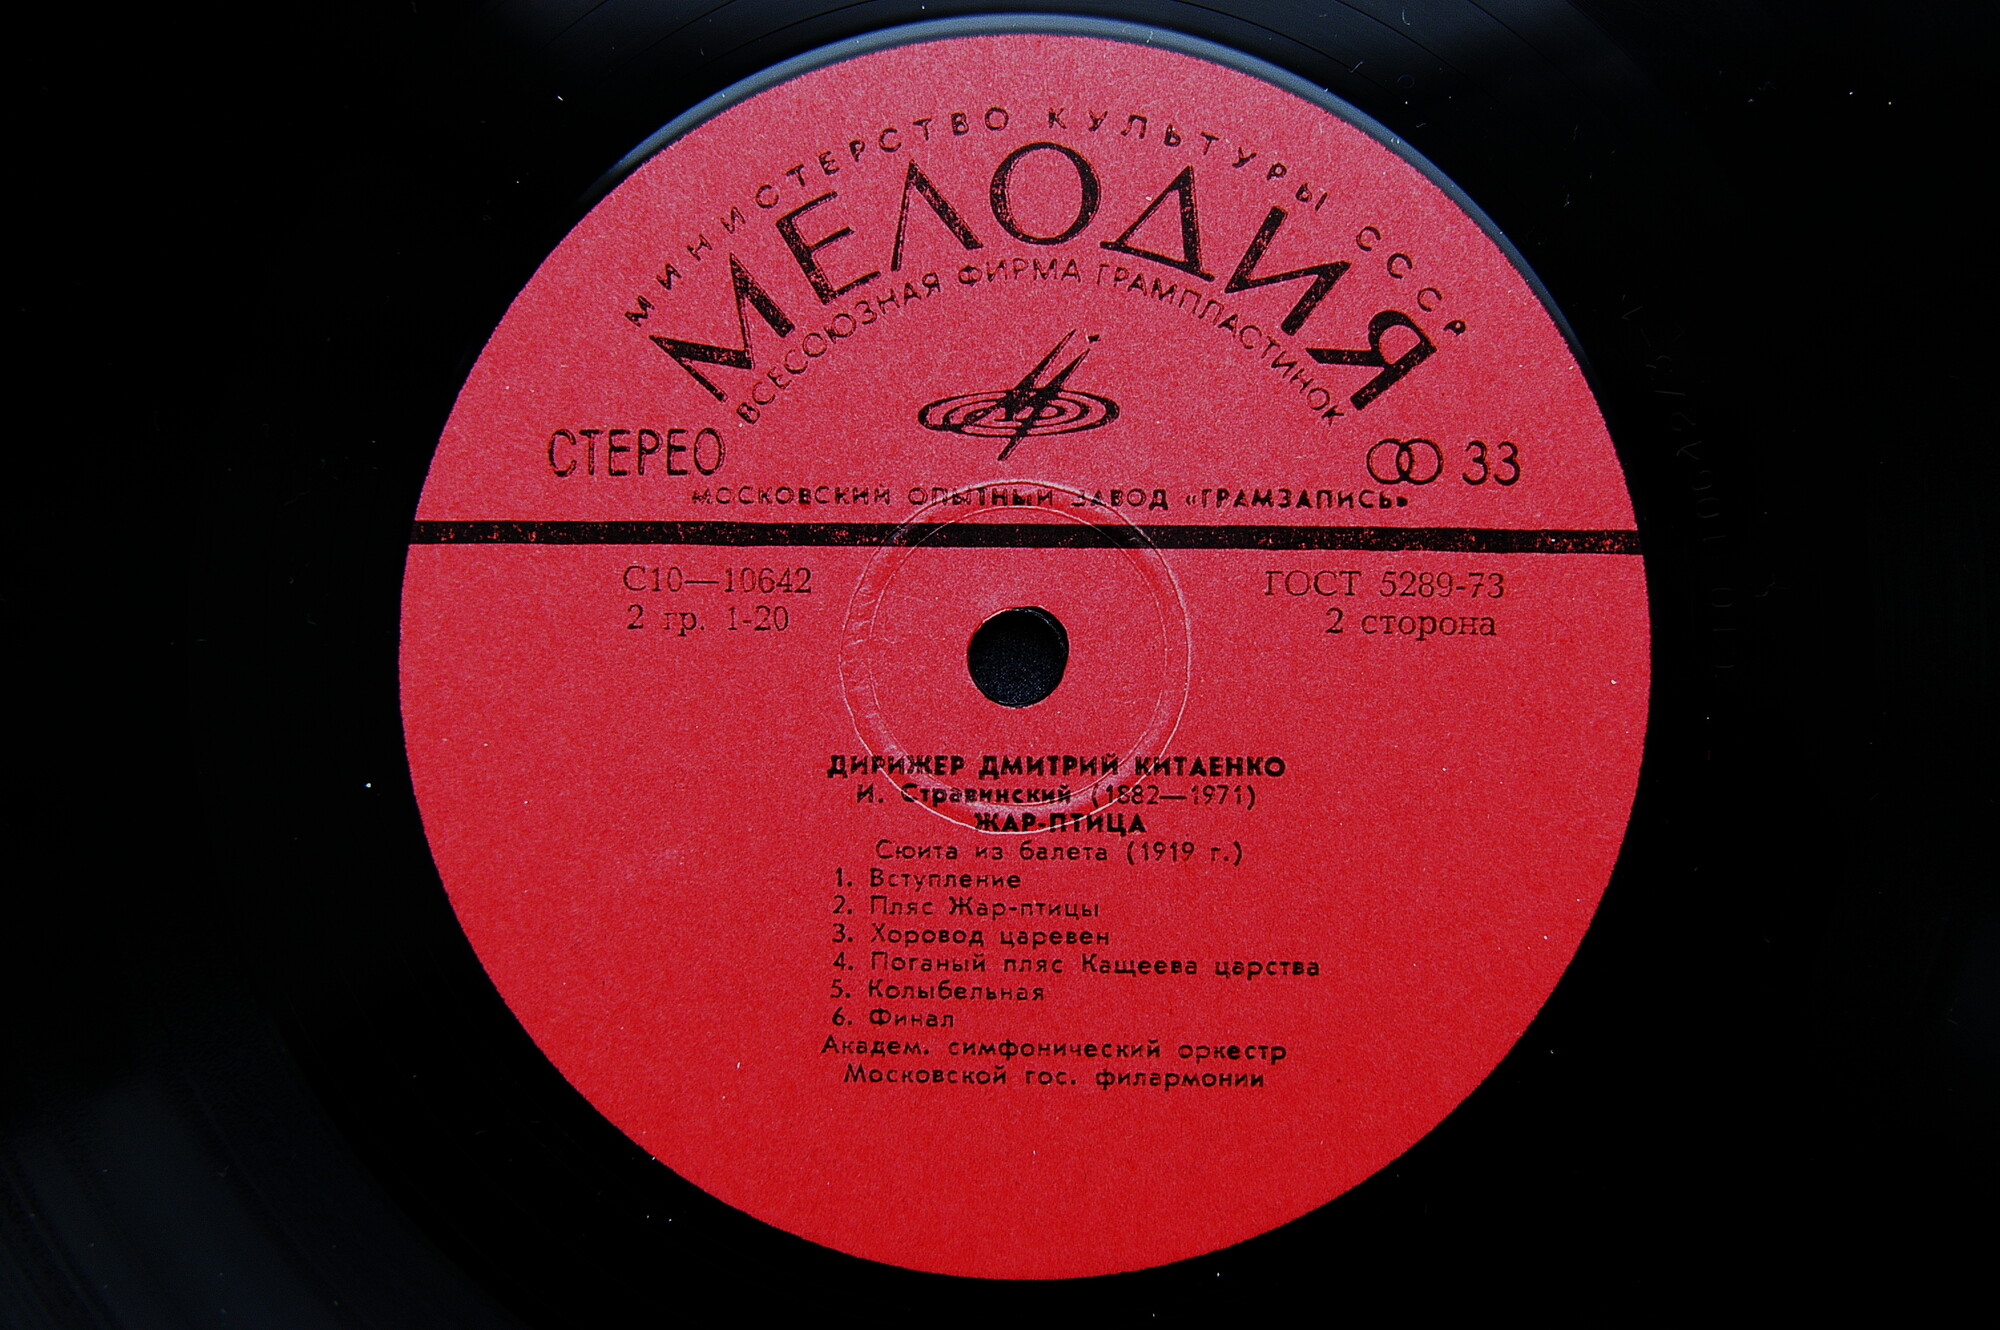 МИНИСТЕРСТВО КУЛЬТУРЫ СССР
МЕЛОДИЯ
ВСЕСОЮЗНАЯ ФИРМА ГРАМПЛАСТИНОК
СТЕРЕО
33
МОСКОВСКИЙ ОПЫТНЫЙ ЗАВОД «ГРАМЗАПИСЬ»
С10—10642
ГОСТ 5289-73
2 гр. 1-20
2 сторона
ДИРИЖЕР ДМИТРИЙ КИТАЕНКО
И. Стравинский (1882—1971)
ЖАР-ПТИЦА
Сюита из балета (1919 г.)
1. Вступление
2. Пляс Жар-птицы
3. Хоровод царевен
4. Поганый пляс Кащеева царства
5. Колыбельная
6. Финал
Академ. симфонический оркестр
Московской гос. филармонии